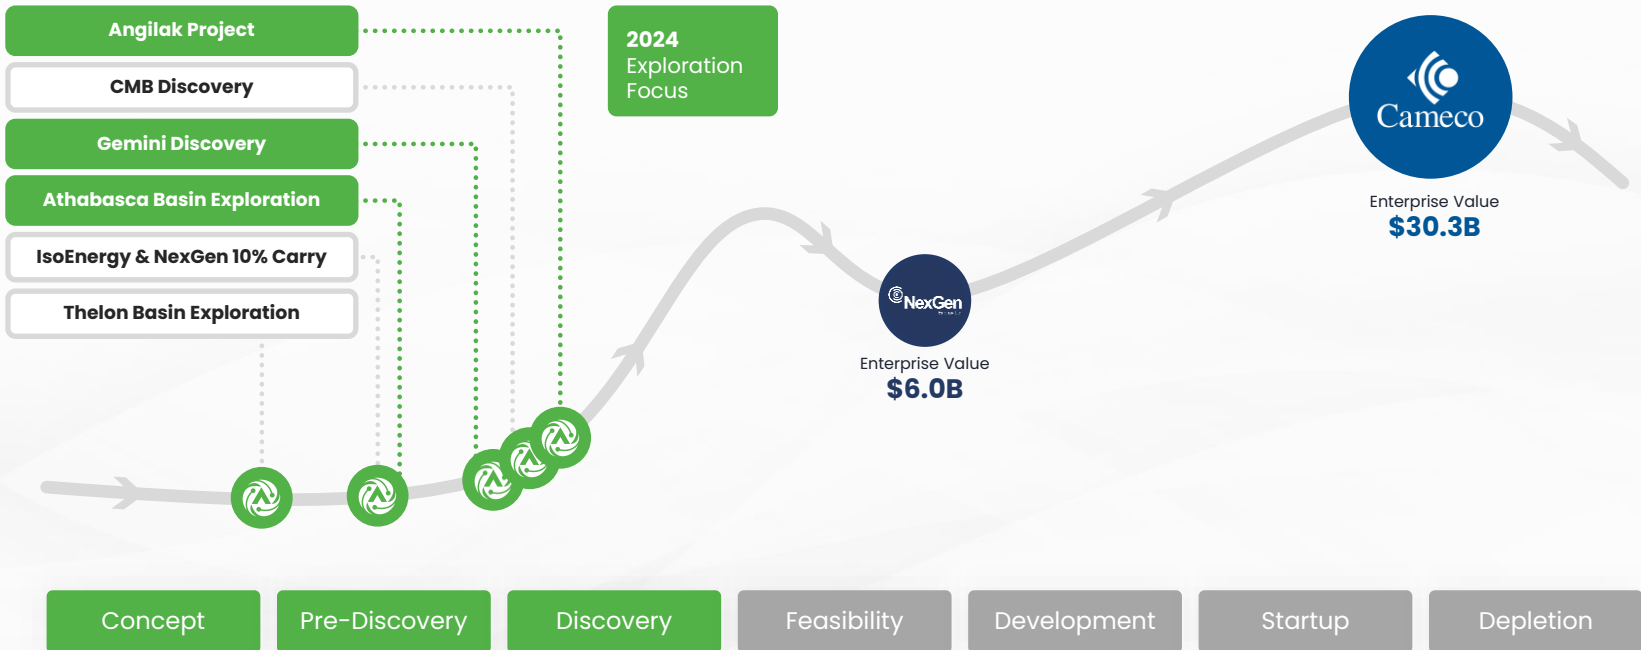 Angilak Project
CMB Discovery
Gemini Discovery
Athabasca Basin Exploration
IsoEnergy & NexGen 10% Carry
Thelon Basin Exploration
2024
Exploration
Focus
NexGen
Enterprise Value
$6.0B
Cameco
Enterprise Value
$30.3B
Concept
Pre-Discovery
Discovery
Feasibility
Development
Startup
Depletion